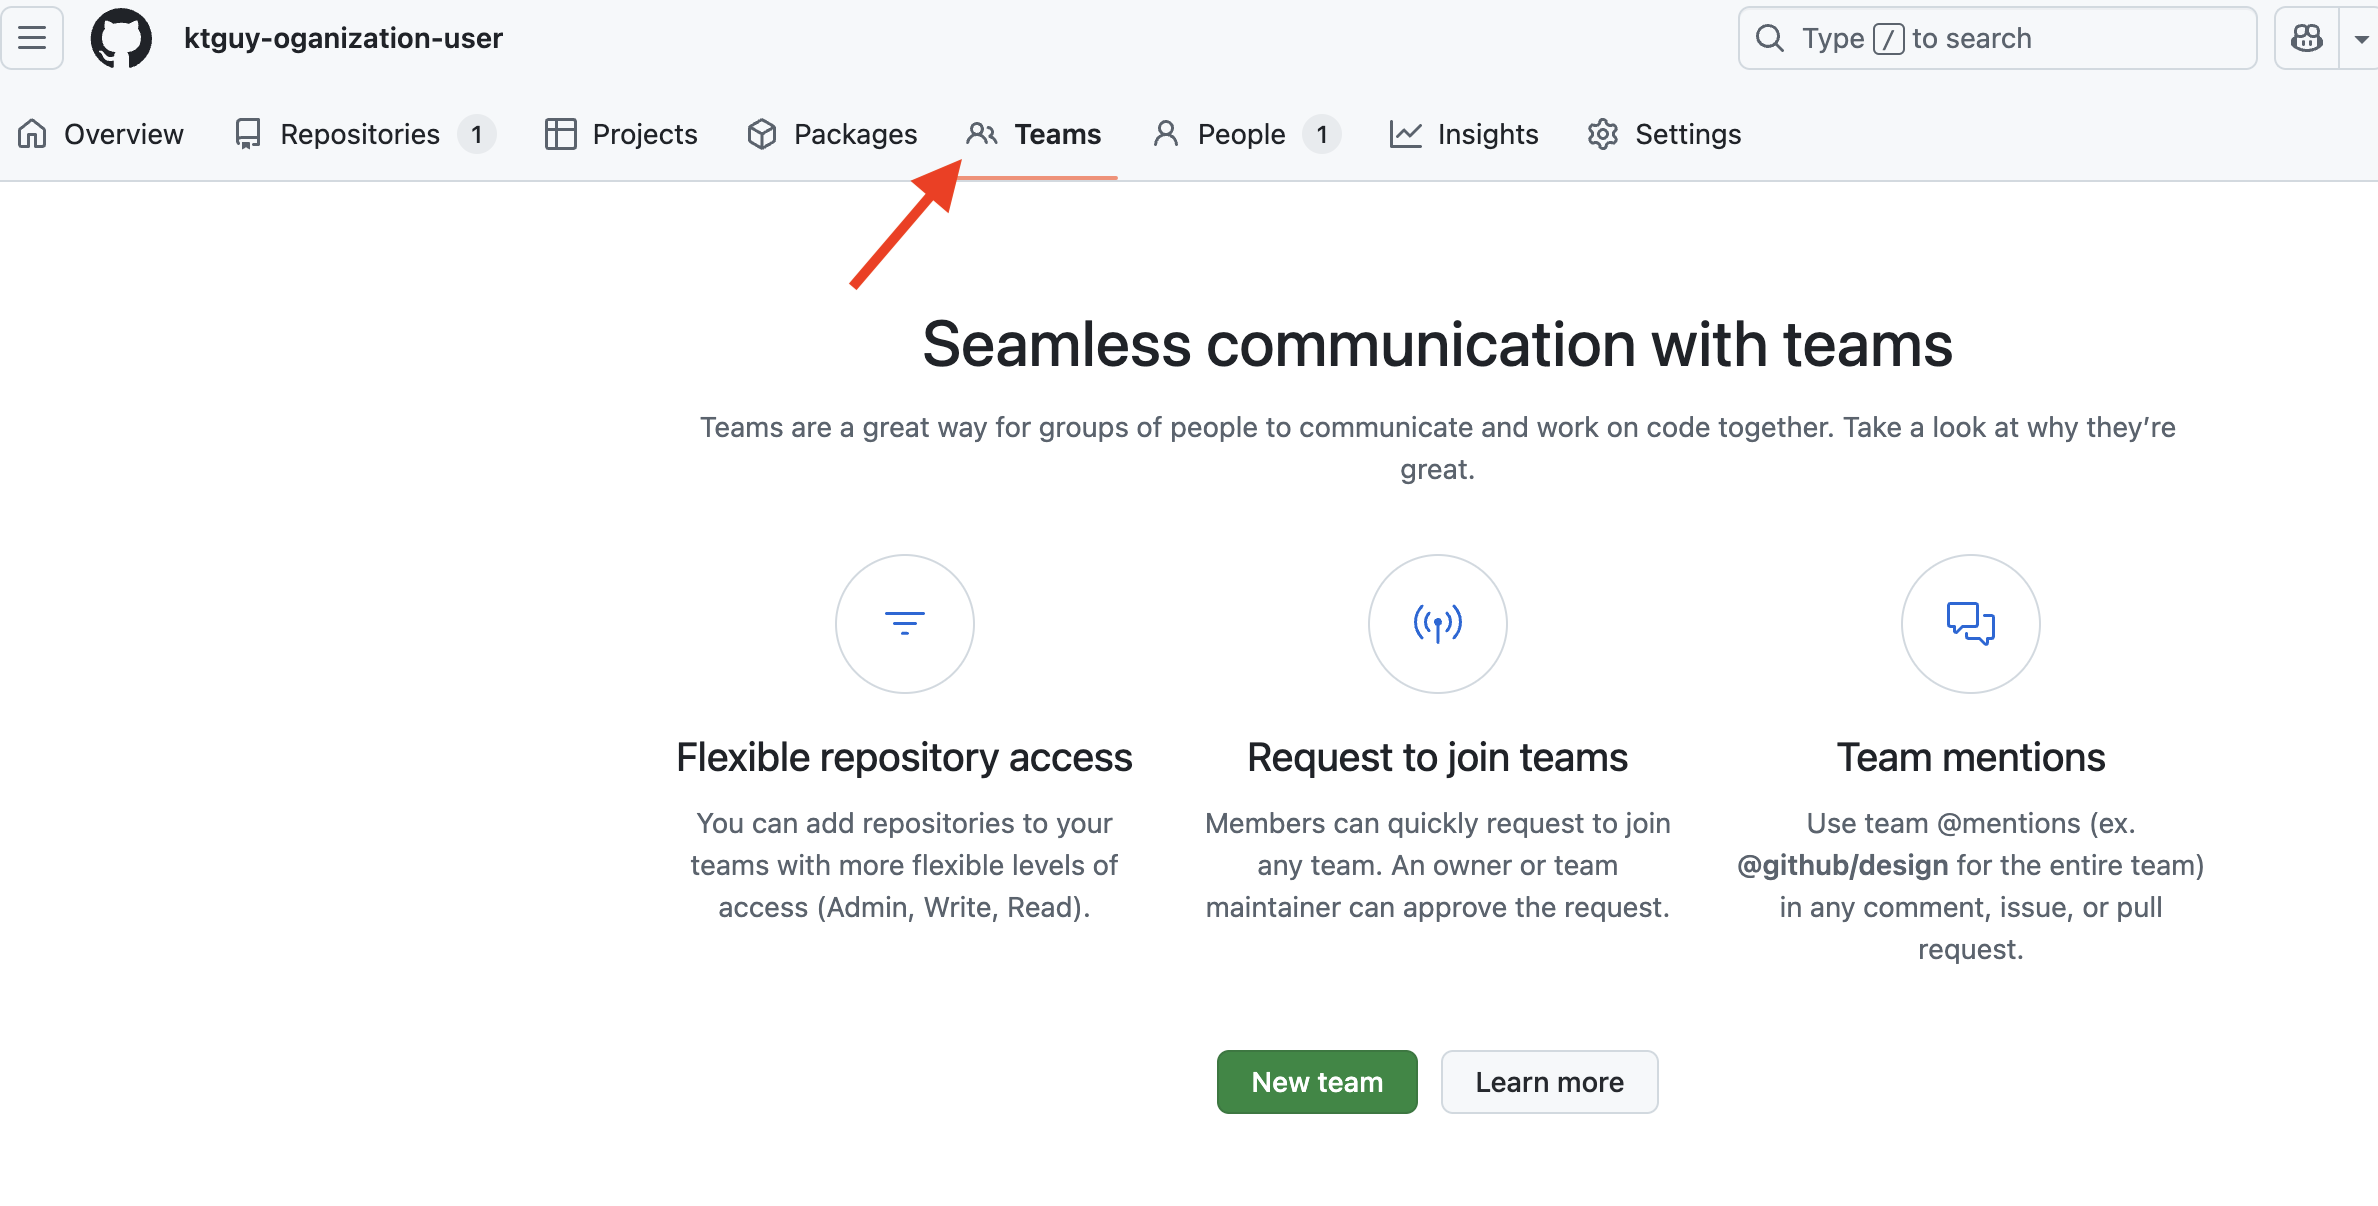 ktguy-oganization-user
Type / to search
Overview
Repositories 1
Projects
Packages
Teams
People 1
Insights
Settings
Seamless communication with teams
Teams are a great way for groups of people to communicate and work on code together. Take a look at why they’re
great.
Flexible repository access
You can add repositories to your
teams with more flexible levels of
access (Admin, Write, Read).
Request to join teams
Members can quickly request to join
any team. An owner or team
maintainer can approve the request.
Team mentions
Use team @mentions (ex.
@github/design for the entire team)
in any comment, issue, or pull
request.
New team
Learn more